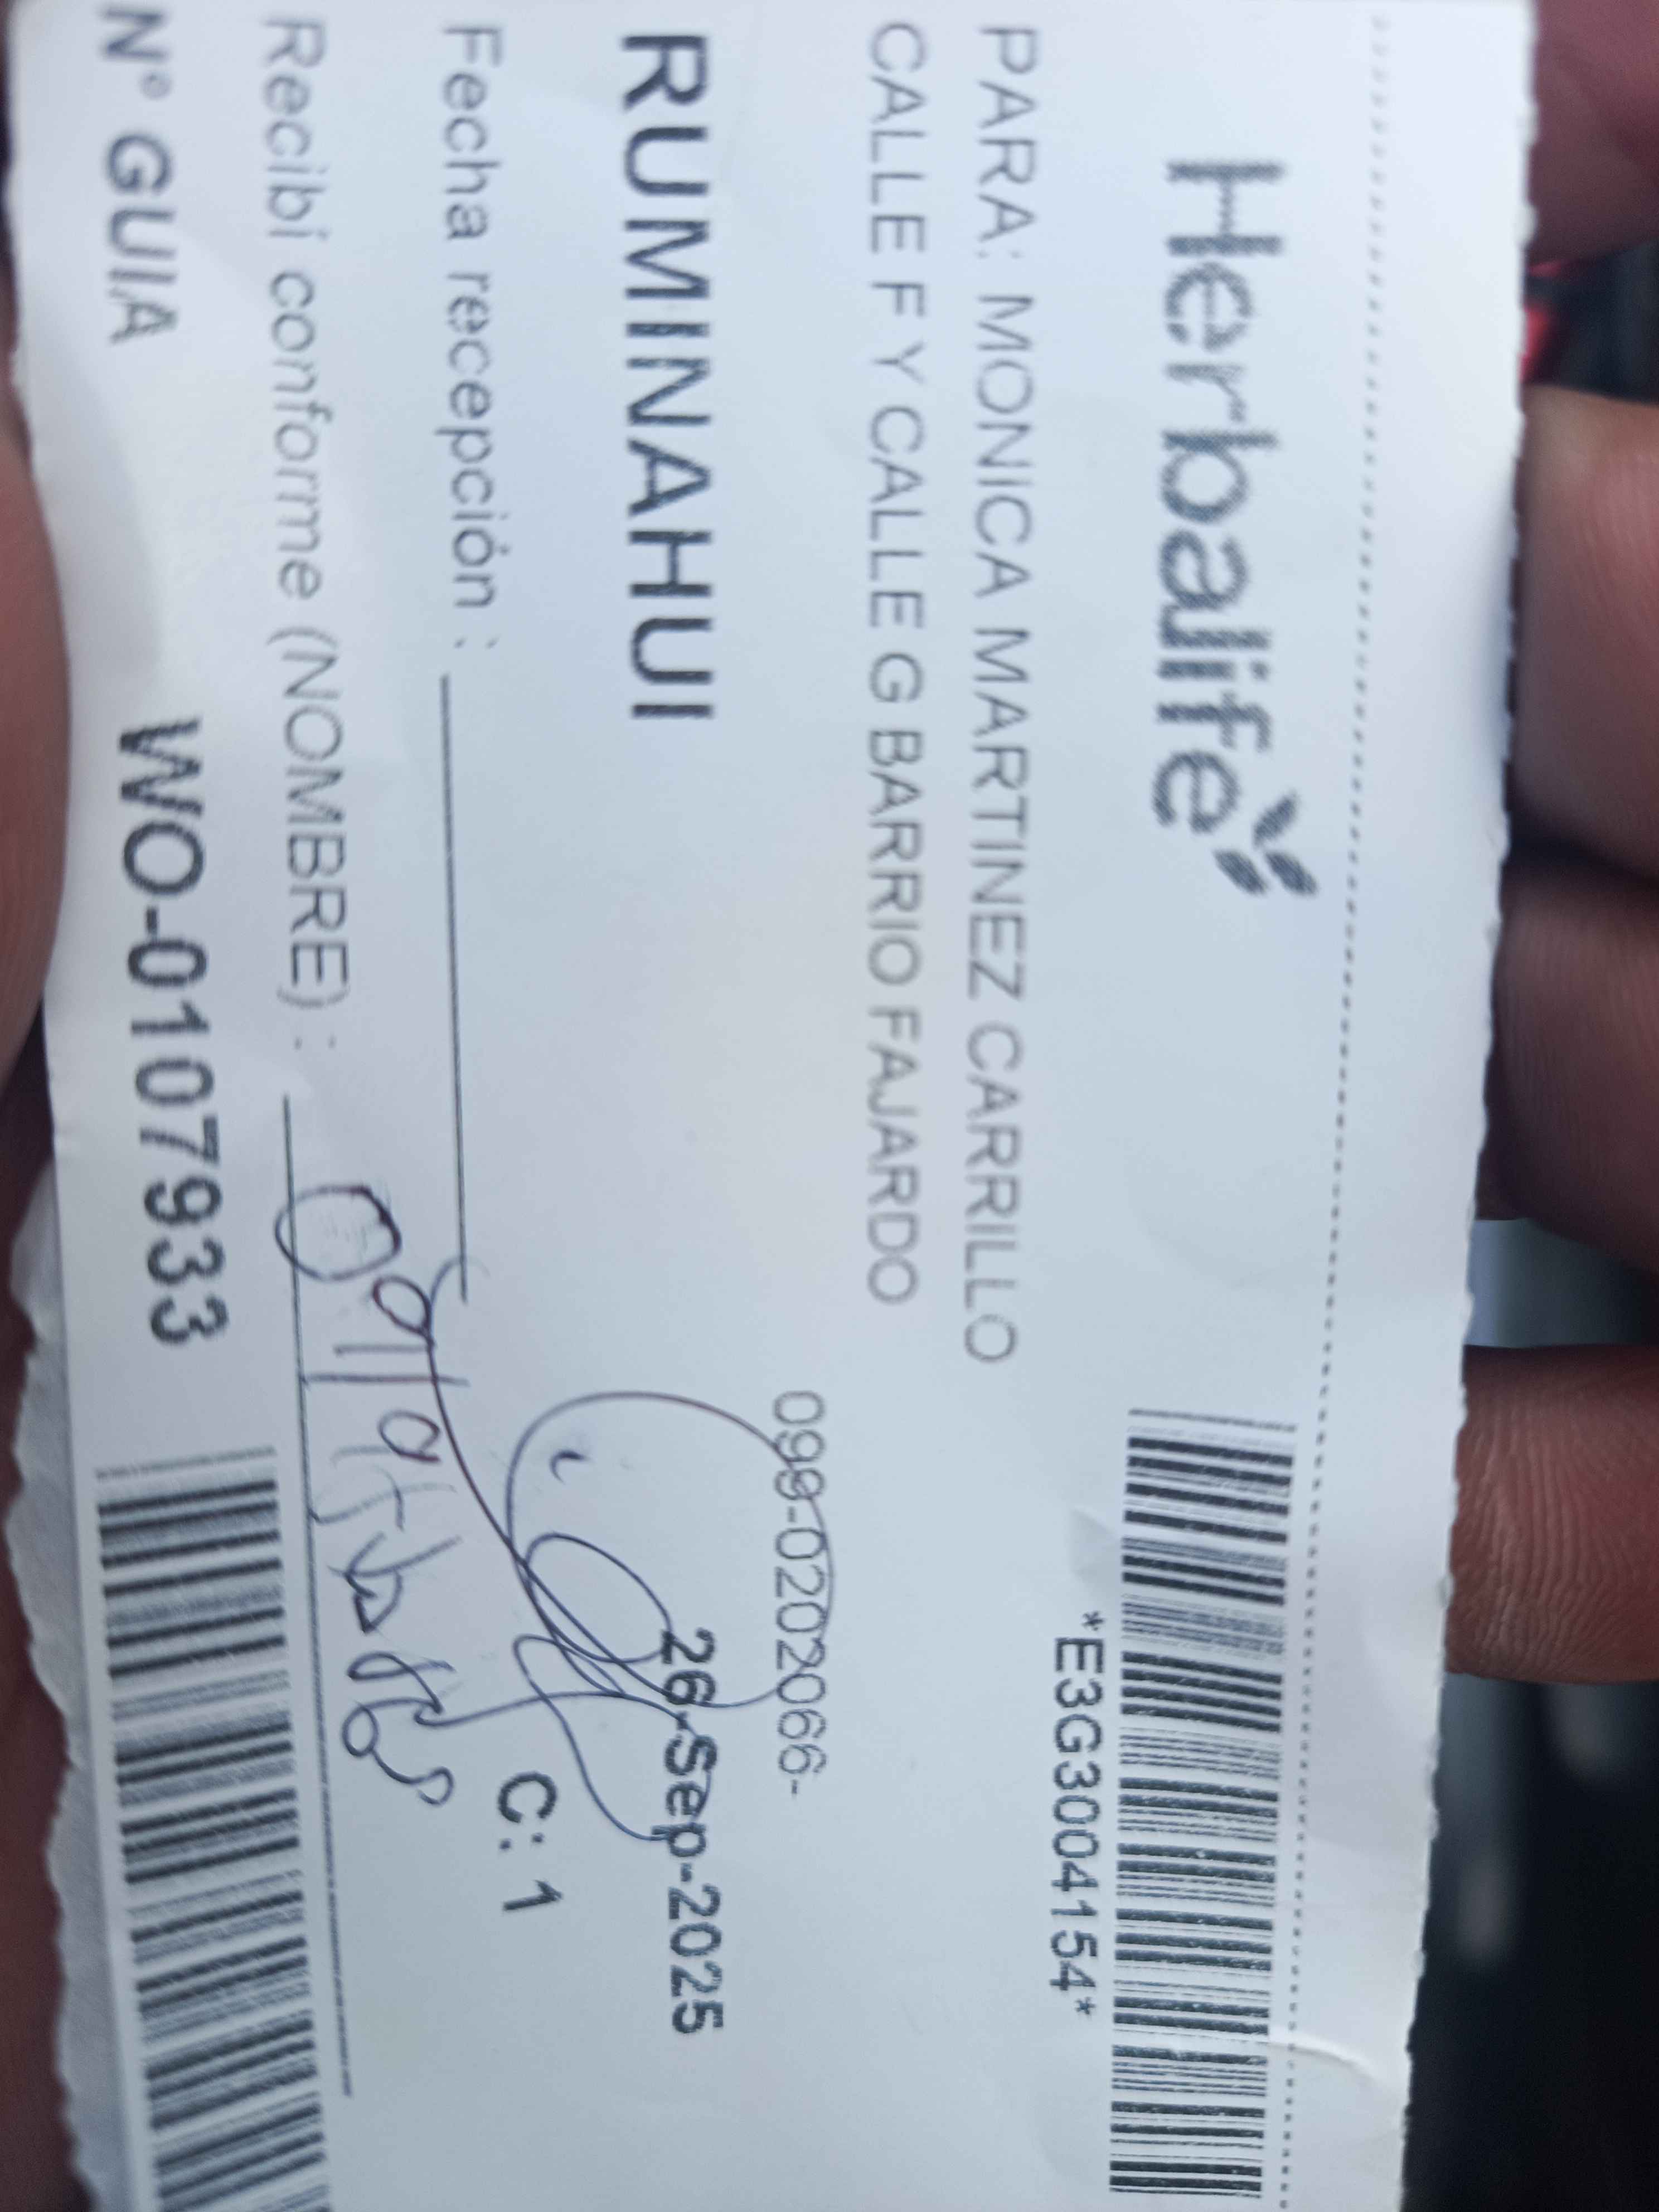 Herbalife
*E3G3004154*
PARA: MONICA MARTINEZ CARRILLO
CALLE F Y CALLE G BARRIO FAJARDO
099-0202066-
RUMINAHUI
26-Sep-2025
Fecha recepción :
C: 1
Recibí conforme (NOMBRE) :
N° GUIA WO-0107933